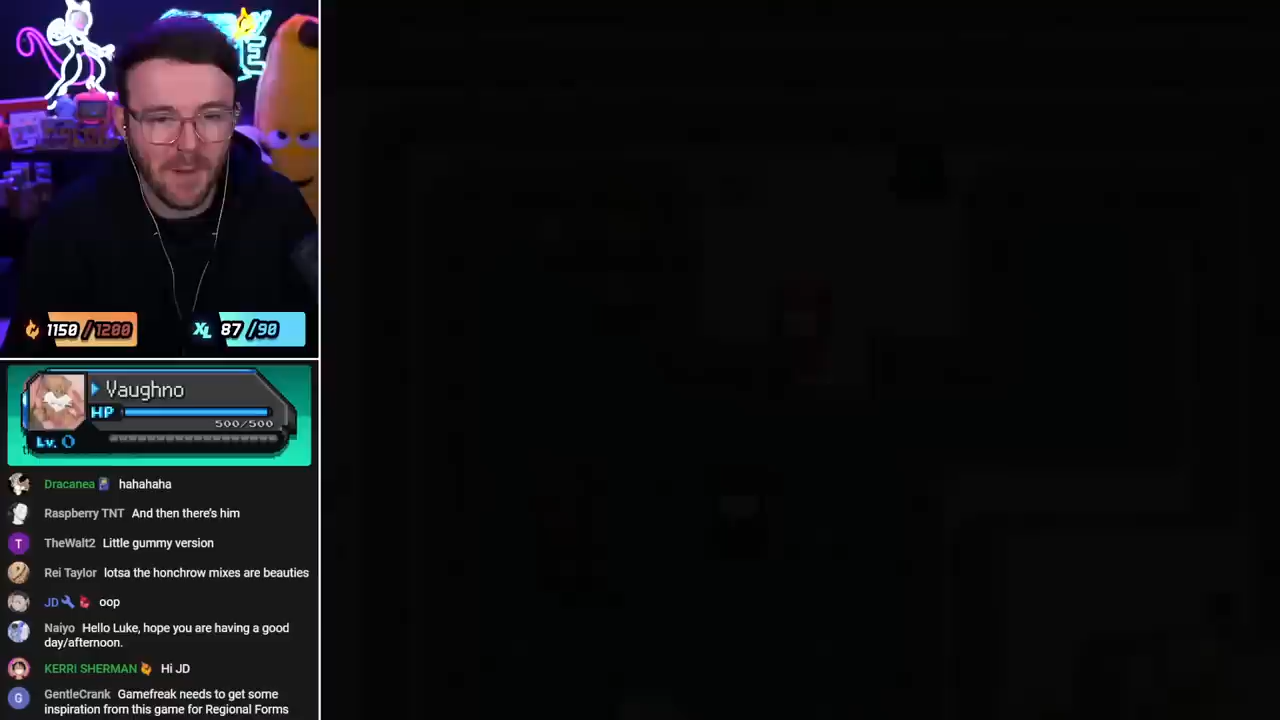 1150/1200
XL 87/90
Vaughno
HP
500/500
Lv. 0
Dracanea hahahaha
Raspberry TNT And then there's him
T TheWalt2 Little gummy version
Rei Taylor lotsa the honchrow mixes are beauties
JD oop
Naiyo Hello Luke, hope you are having a good
day/afternoon.
KERRI SHERMAN Hi JD
G GentleCrank Gamefreak needs to get some
inspiration from this game for Regional Forms